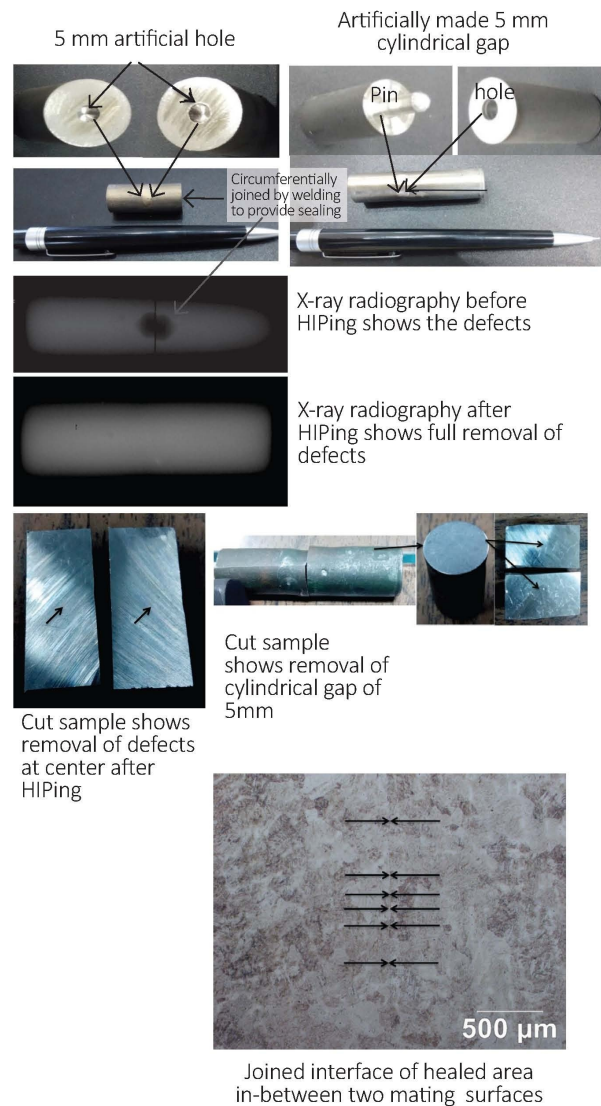 5 mm artificial hole
Artificially made 5 mm
cylindrical gap
Pin
hole
Circumferentially
joined by welding
to provide sealing
X-ray radiography before
HIPing shows the defects
X-ray radiography after
HIPing shows full removal of
defects
Cut sample
shows removal of
cylindrical gap of
5mm
Cut sample shows
removal of defects
at center after
HIPing
500 µm
Joined interface of healed area
in-between two mating surfaces